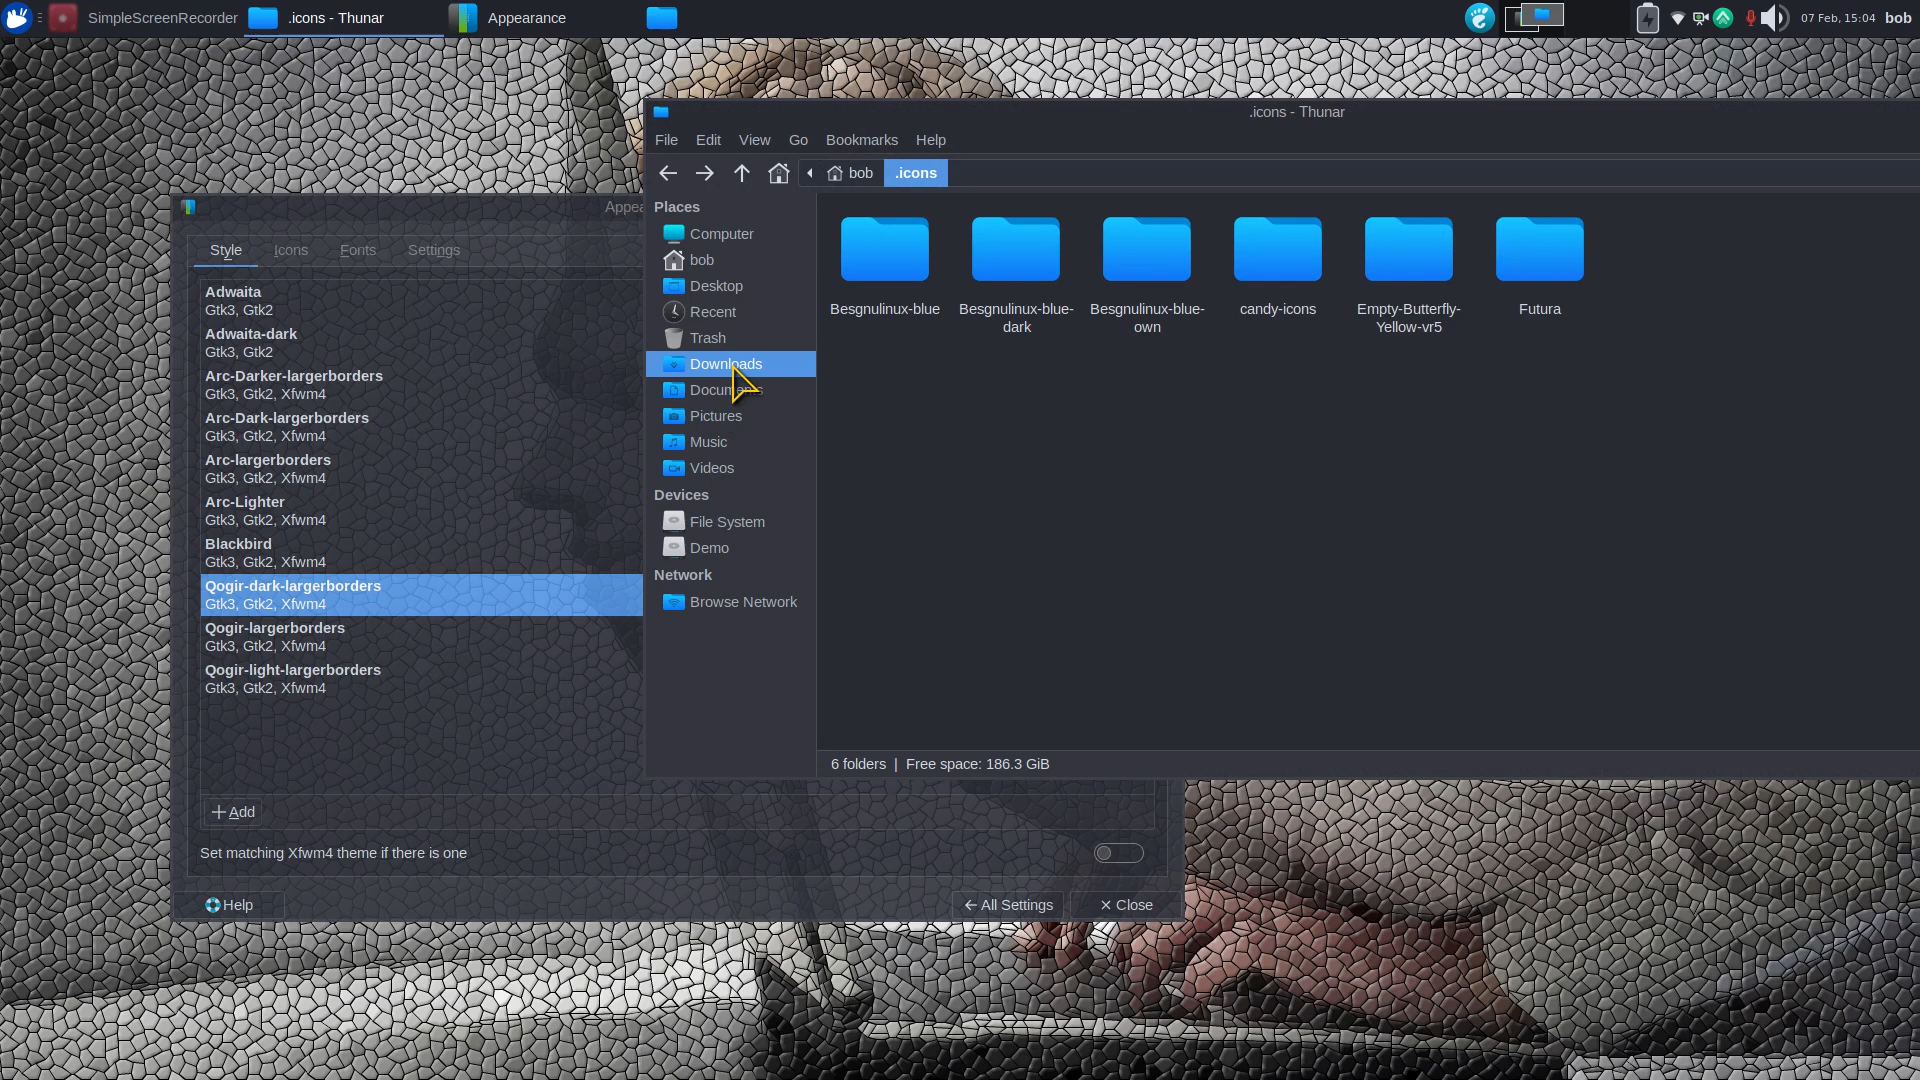 SimpleScreenRecorder
.icons - Thunar
Appearance
07 Feb, 15:04
bob
.icons - Thunar
File
Edit
View
Go
Bookmarks
Help
bob
.icons
Places
Computer
bob
Desktop
Recent
Trash
Downloads
Documents
Pictures
Music
Videos
Devices
File System
Demo
Network
Browse Network
Besgnulinux-blue
Besgnulinux-blue-
dark
Besgnulinux-blue-
own
candy-icons
Empty-Butterfly-
Yellow-vr5
Futura
6 folders | Free space: 186.3 GiB
Appea
Style
Icons
Fonts
Settings
Adwaita
Gtk3, Gtk2
Adwaita-dark
Gtk3, Gtk2
Arc-Darker-largerborders
Gtk3, Gtk2, Xfwm4
Arc-Dark-largerborders
Gtk3, Gtk2, Xfwm4
Arc-largerborders
Gtk3, Gtk2, Xfwm4
Arc-Lighter
Gtk3, Gtk2, Xfwm4
Blackbird
Gtk3, Gtk2, Xfwm4
Qogir-dark-largerborders
Gtk3, Gtk2, Xfwm4
Qogir-largerborders
Gtk3, Gtk2, Xfwm4
Qogir-light-largerborders
Gtk3, Gtk2, Xfwm4
Add
Set matching Xfwm4 theme if there is one
Help
All Settings
Close